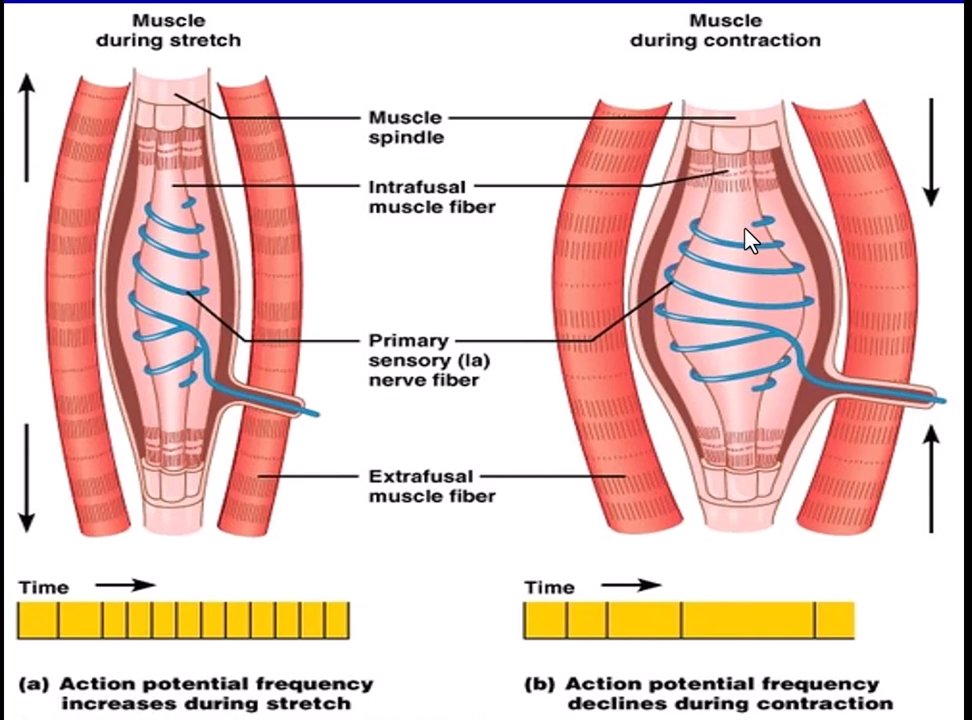 Muscle
during stretch
Muscle
during contraction
Muscle
spindle
Intrafusal
muscle fiber
Primary
sensory (Ia)
nerve fiber
Extrafusal
muscle fiber
Time
Time
(a) Action potential frequency
increases during stretch
(b) Action potential frequency
declines during contraction